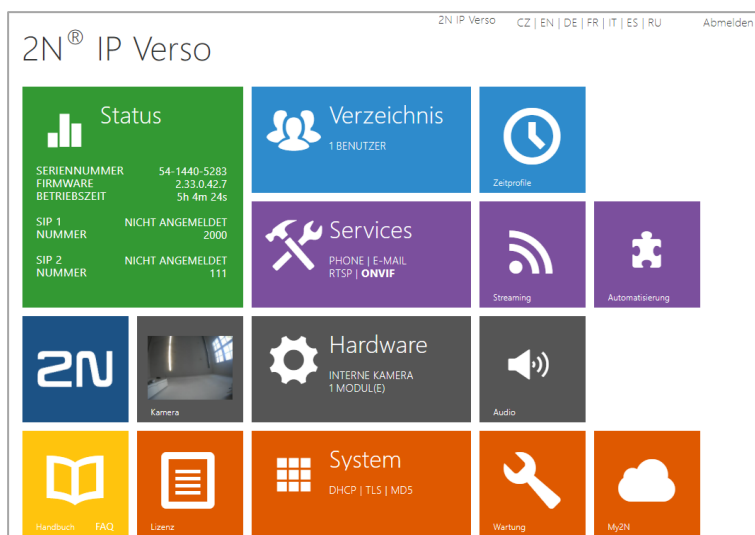 2N IP Verso CZ | EN | DE | FR | IT | ES | RU Abmelden
2N® IP Verso
Status
SERIENNUMMER 54-1440-5283
FIRMWARE 2.33.0.42.7
BETRIEBSZEIT 5h 4m 24s
SIP 1 NICHT ANGEMELDET
NUMMER 2000
SIP 2 NICHT ANGEMELDET
NUMMER 111
Verzeichnis
1 BENUTZER
Zeitprofile
Services
PHONE | E-MAIL
RTSP | ONVIF
Streaming
Automatisierung
2N
Kamera
Hardware
INTERNE KAMERA
1 MODUL(E)
Audio
Handbuch FAQ
Lizenz
System
DHCP | TLS | MD5
Wartung
My2N